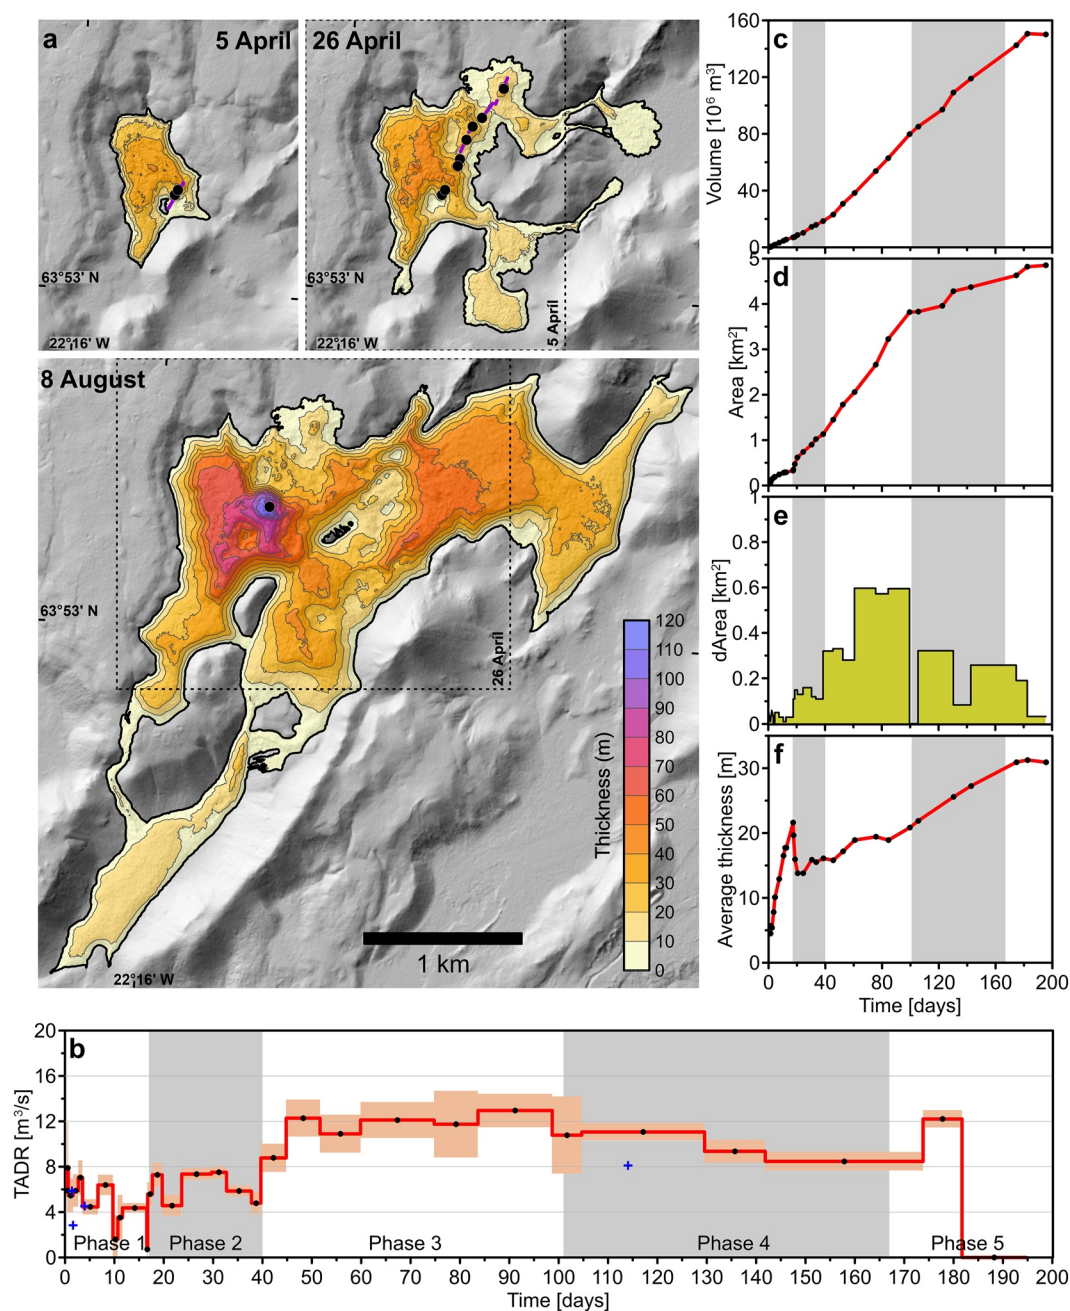 a
5 April
26 April
63°53' N
22°16' W
63°53' N
22°16' W
5 April
8 August
63°53' N
26 April
22°16' W
1 km
Thickness (m)
120
110
100
90
80
70
60
50
40
30
20
10
0
c
Volume [10⁶ m³]
160
120
80
40
0
d
Area [km²]
5
4
3
2
1
0
e
dArea [km²]
1
0.8
0.6
0.4
0.2
0
f
Average thickness [m]
30
20
10
0
0 40 80 120 160 200
Time [days]
b
TADR [m³/s]
20
16
12
8
4
0
Phase 1 Phase 2 Phase 3 Phase 4 Phase 5
0 10 20 30 40 50 60 70 80 90 100 110 120 130 140 150 160 170 180 190 200
Time [days]